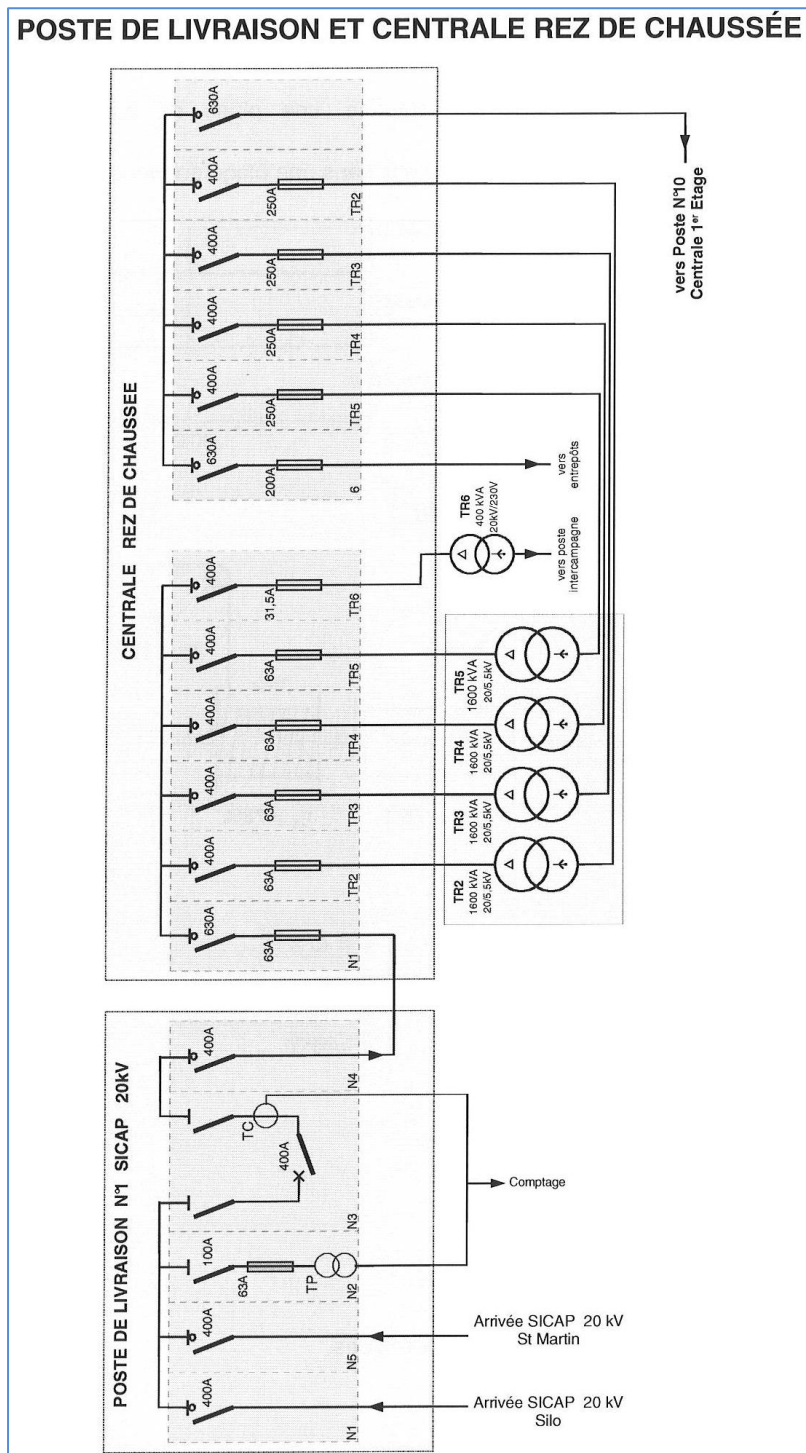 POSTE DE LIVRAISON ET CENTRALE REZ DE CHAUSSÉE
CENTRALE REZ DE CHAUSSEE
630A
400A
250A
TR2
400A
250A
TR3
400A
250A
TR4
400A
250A
TR5
630A
200A
6
vers Poste N°10
Centrale 1er Etage
vers
entrepôts
400A
31,5A
TR6
TR6
400 kVA
20kV/230V
vers poste
intercampagne
400A
63A
TR5
400A
63A
TR4
400A
63A
TR3
400A
63A
TR2
630A
63A
N1
TR5
1600 kVA
20/5,5kV
TR4
1600 kVA
20/5,5kV
TR3
1600 kVA
20/5,5kV
TR2
1600 kVA
20/5,5kV
POSTE DE LIVRAISON N°1 SICAP 20kV
400A
N4
TC
400A
N3
100A
63A
TP
N2
Comptage
400A
N5
Arrivée SICAP 20 kV
St Martin
400A
N1
Arrivée SICAP 20 kV
Silo